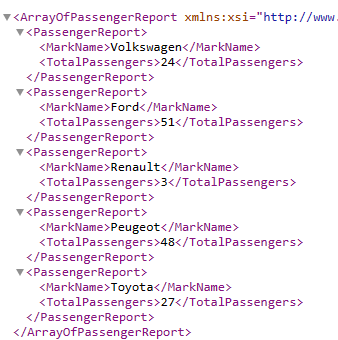 <ArrayOfPassengerReport xmlns:xsi="http://www.
<PassengerReport>
<MarkName>Volkswagen</MarkName>
<TotalPassengers>24</TotalPassengers>
</PassengerReport>
<PassengerReport>
<MarkName>Ford</MarkName>
<TotalPassengers>51</TotalPassengers>
</PassengerReport>
<PassengerReport>
<MarkName>Renault</MarkName>
<TotalPassengers>3</TotalPassengers>
</PassengerReport>
<PassengerReport>
<MarkName>Peugeot</MarkName>
<TotalPassengers>48</TotalPassengers>
</PassengerReport>
<PassengerReport>
<MarkName>Toyota</MarkName>
<TotalPassengers>27</TotalPassengers>
</PassengerReport>
</ArrayOfPassengerReport>